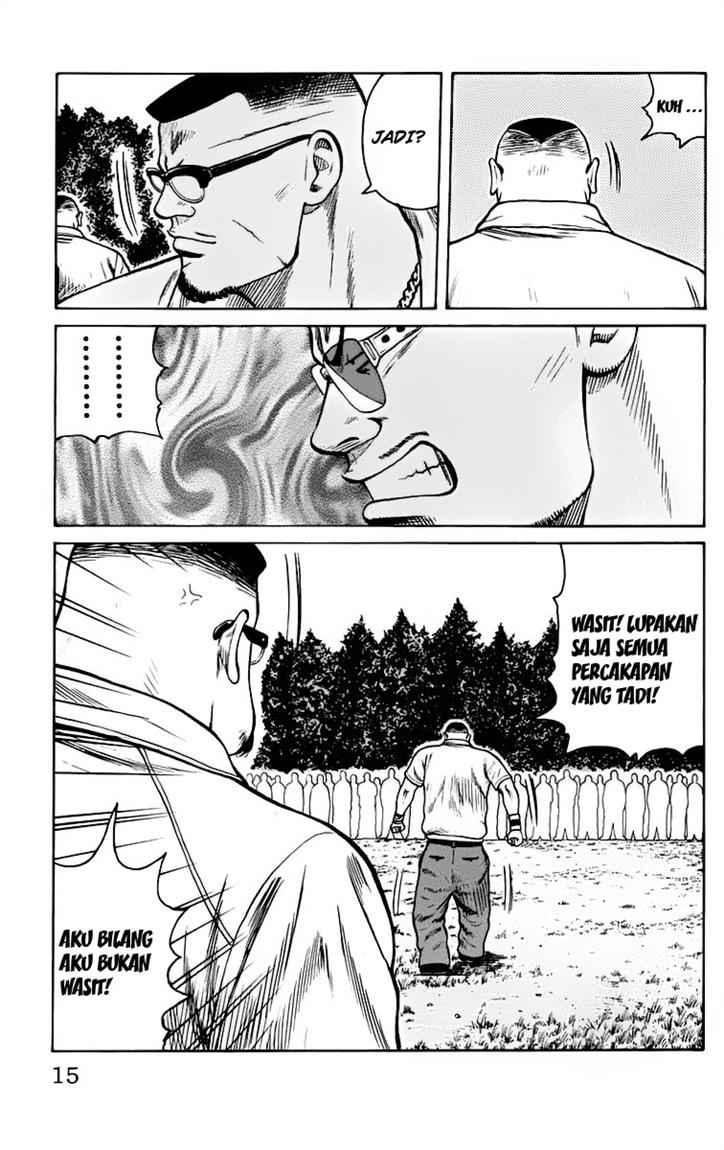 KUH ...
JADI?
WASIT! LUPAKAN
SAJA SEMUA
PERCAKAPAN
YANG TADI!
AKU BILANG
AKU BUKAN
WASIT!
15